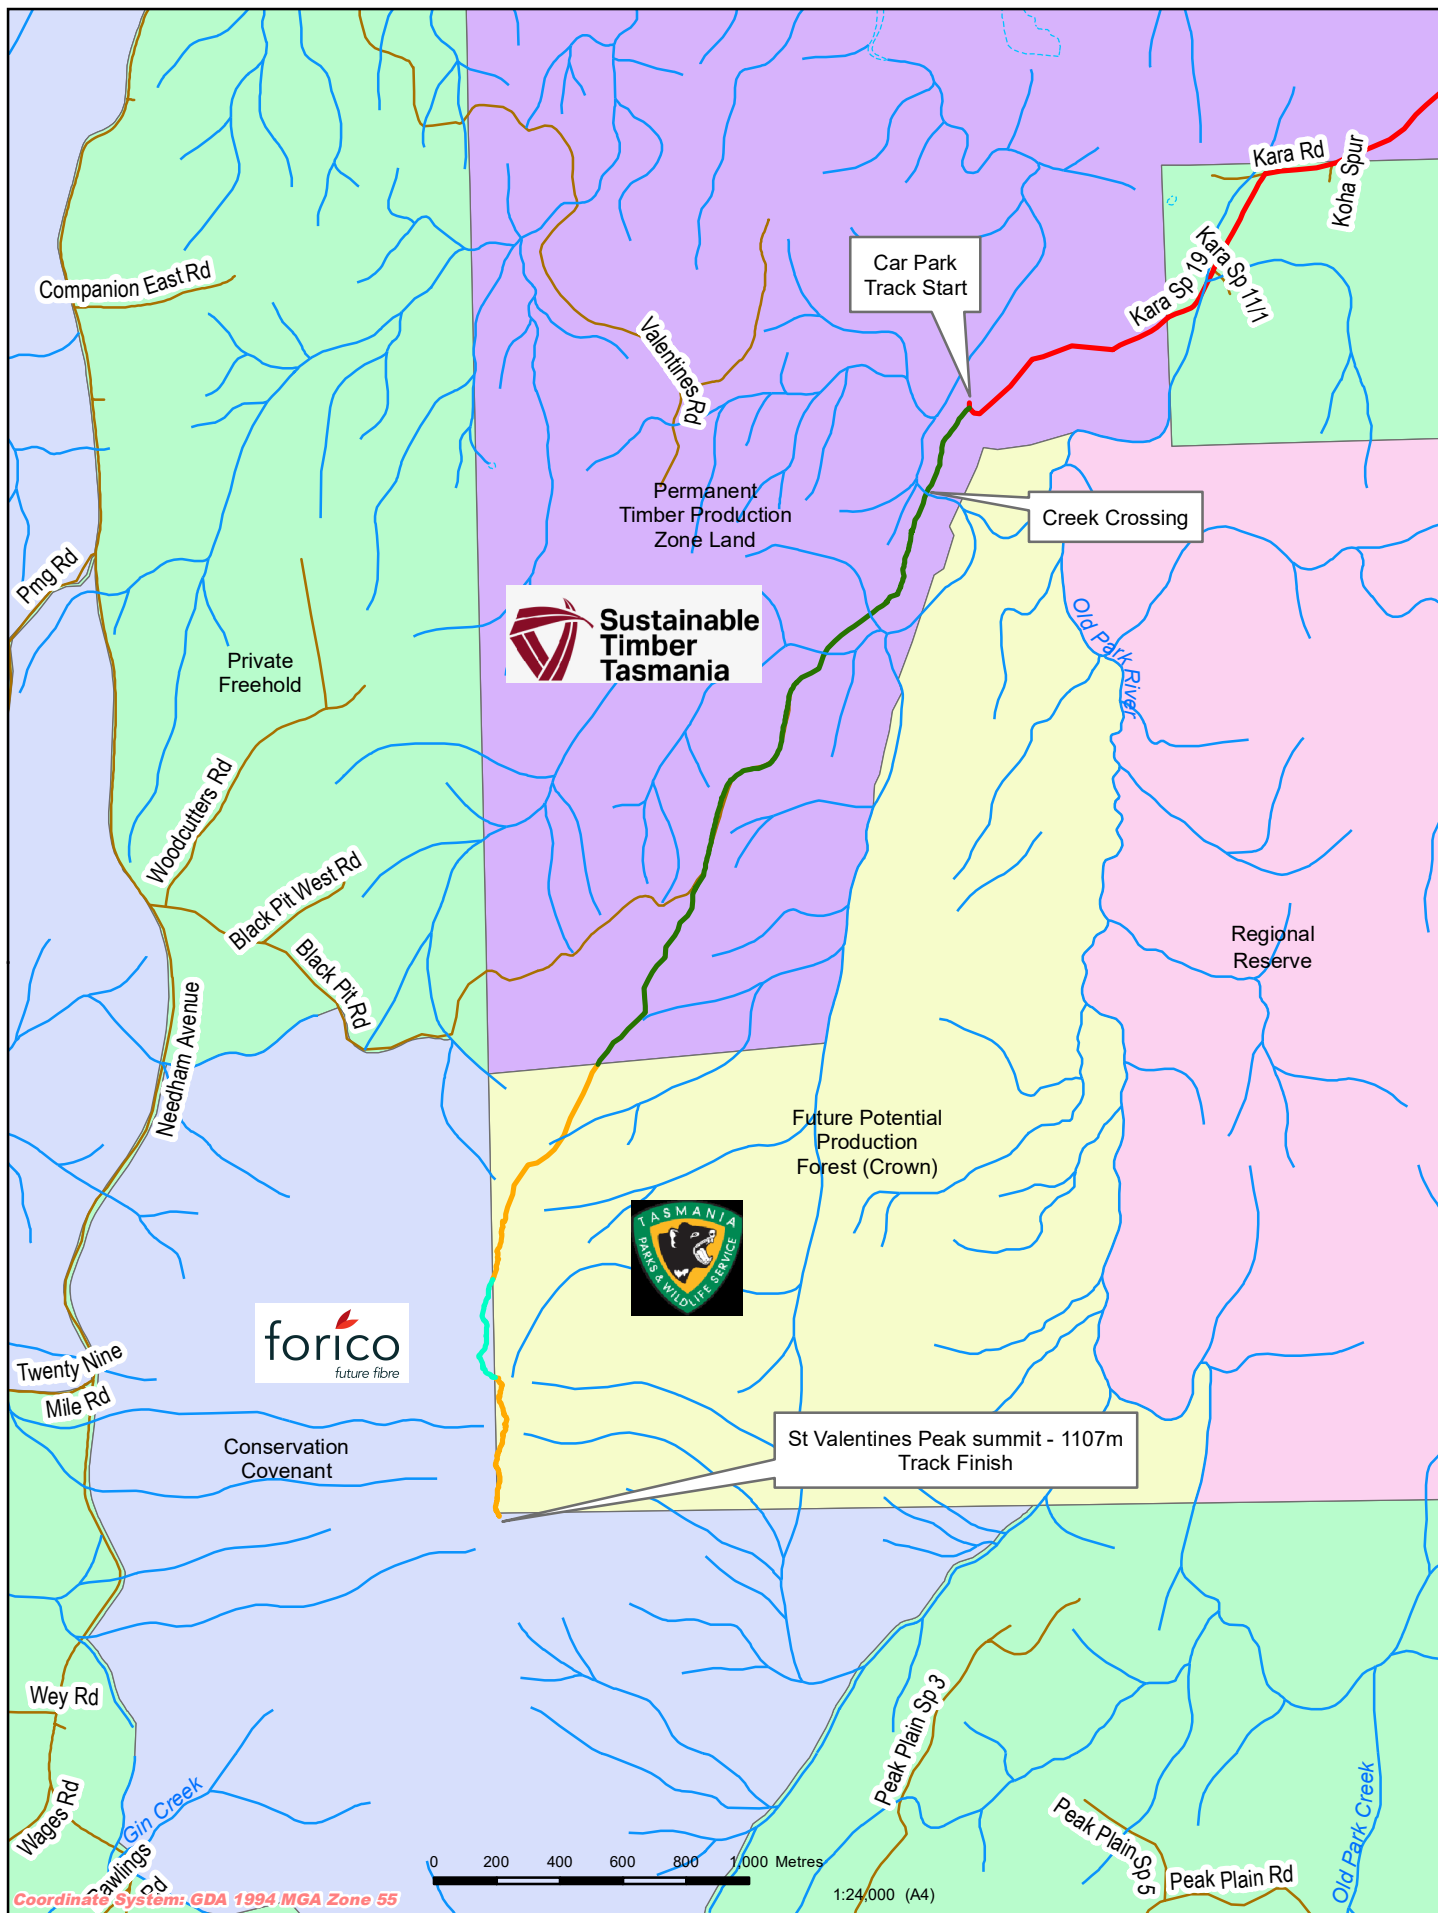 Kara Rd
Koha Spur
Companion East Rd
Car Park
Track Start
Kara Sp 19
Kara Sp 11/1
Valentines Rd
Permanent
Timber Production
Zone Land
Creek Crossing
Pmg Rd
Old Park River
Sustainable
Timber
Tasmania
Private
Freehold
Woodcutters Rd
Black Pit West Rd
Black Pit Rd
Regional
Reserve
Needham Avenue
Future Potential
Production
Forest (Crown)
TASMANIA
PARKS & WILDLIFE SERVICE
forico
future fibre
Twenty Nine
Mile Rd
Conservation
Covenant
St Valentines Peak summit - 1107m
Track Finish
Wey Rd
Peak Plain Sp 3
Wages Rd
Gin Creek
Peak Plain Sp 5
Peak Plain Rd
Old Park Creek
Rd
0 200 400 600 800 1,000 Metres
1:24,000 (A4)
Coordinate System: GDA 1994 MGA Zone 55